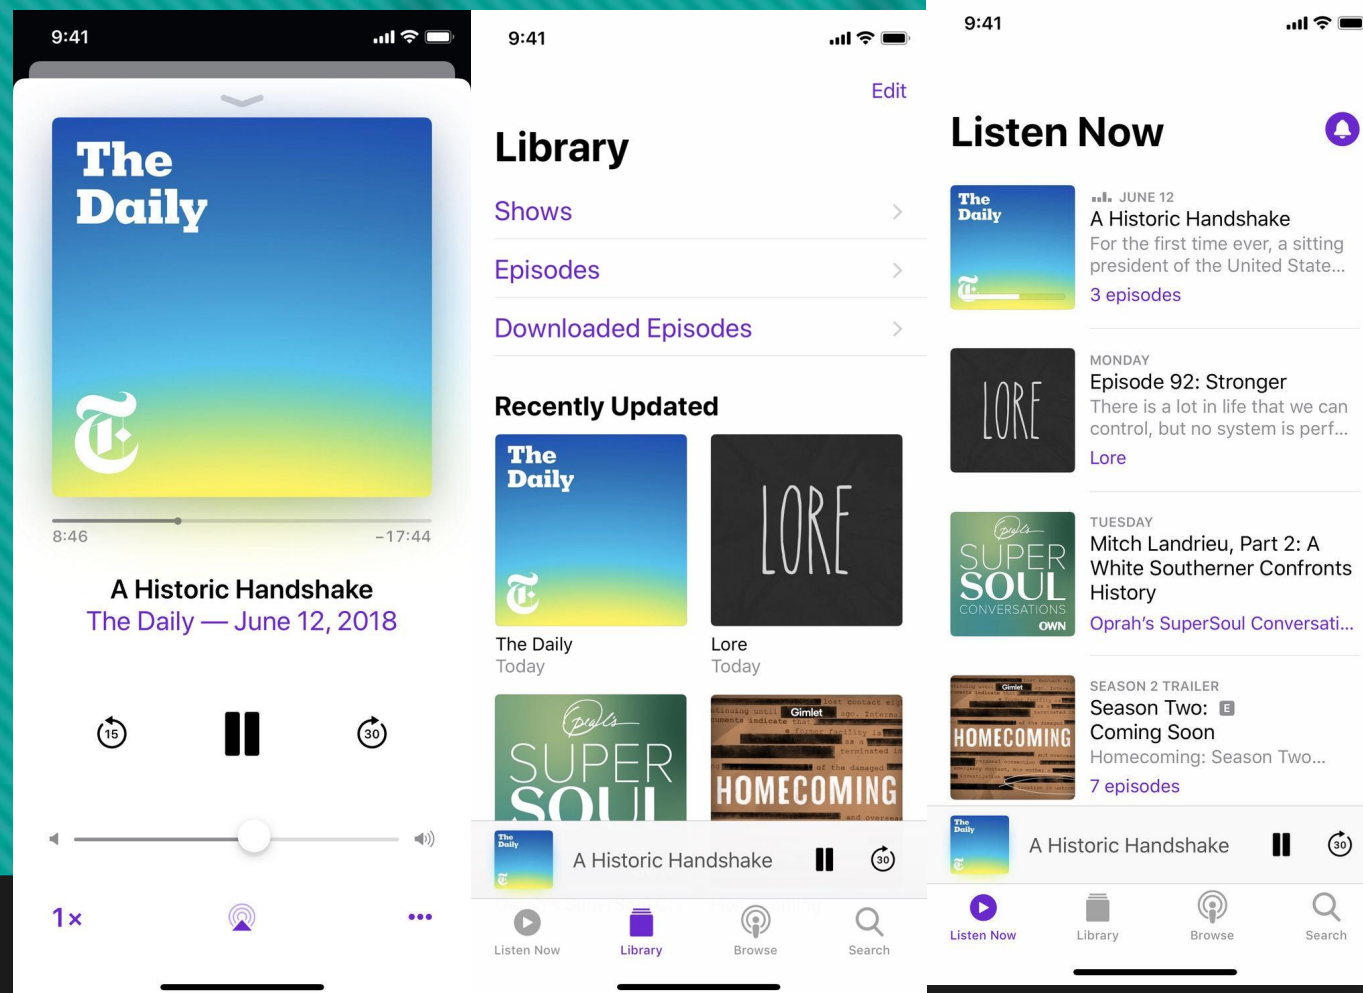 9:41
The
Daily
8:46
−17:44
A Historic Handshake
The Daily — June 12, 2018
15
30
1×
9:41
Edit
Library
Shows
Episodes
Downloaded Episodes
Recently Updated
The
Daily
LORE
The Daily
Today
Lore
Today
Oprah's
SUPER
SOUL
Gimlet
HOMECOMING
The
Daily
A Historic Handshake
30
Listen Now
Library
Browse
Search
9:41
Listen Now
The
Daily
JUNE 12
A Historic Handshake
For the first time ever, a sitting
president of the United State...
3 episodes
LORE
MONDAY
Episode 92: Stronger
There is a lot in life that we can
control, but no system is perf...
Lore
Oprah's
SUPER
SOUL
CONVERSATIONS
OWN
TUESDAY
Mitch Landrieu, Part 2: A
White Southerner Confronts
History
Oprah's SuperSoul Conversati...
Gimlet
HOMECOMING
SEASON 2 TRAILER
Season Two: E
Coming Soon
Homecoming: Season Two...
7 episodes
The
Daily
A Historic Handshake
30
Listen Now
Library
Browse
Search